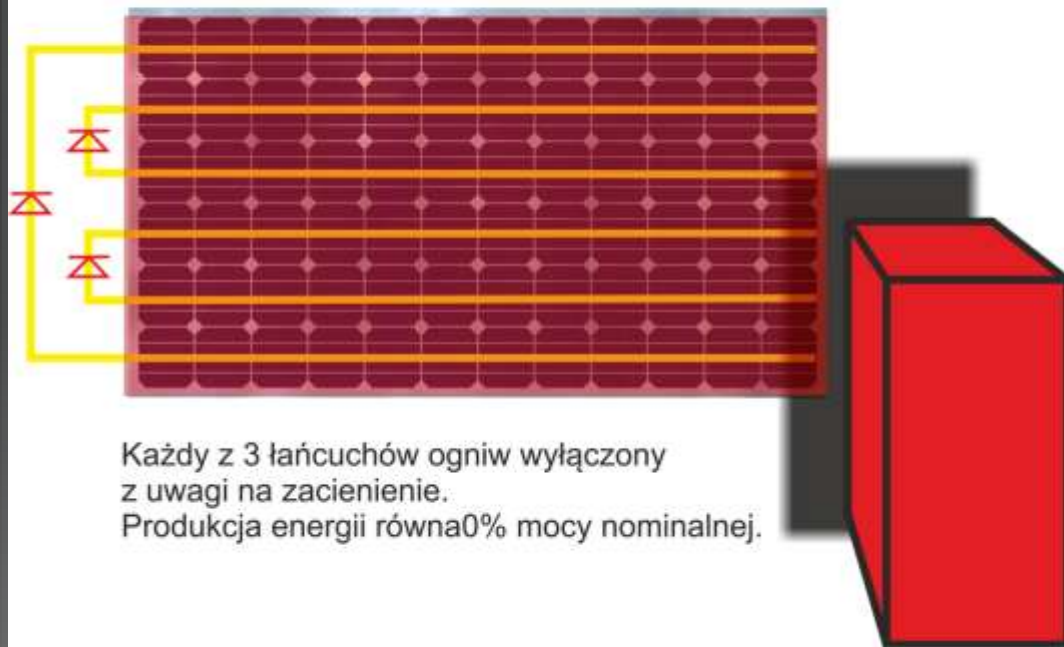 Każdy z 3 łańcuchów ogniw wyłączony
z uwagi na zacienienie.
Produkcja energii równa0% mocy nominalnej.